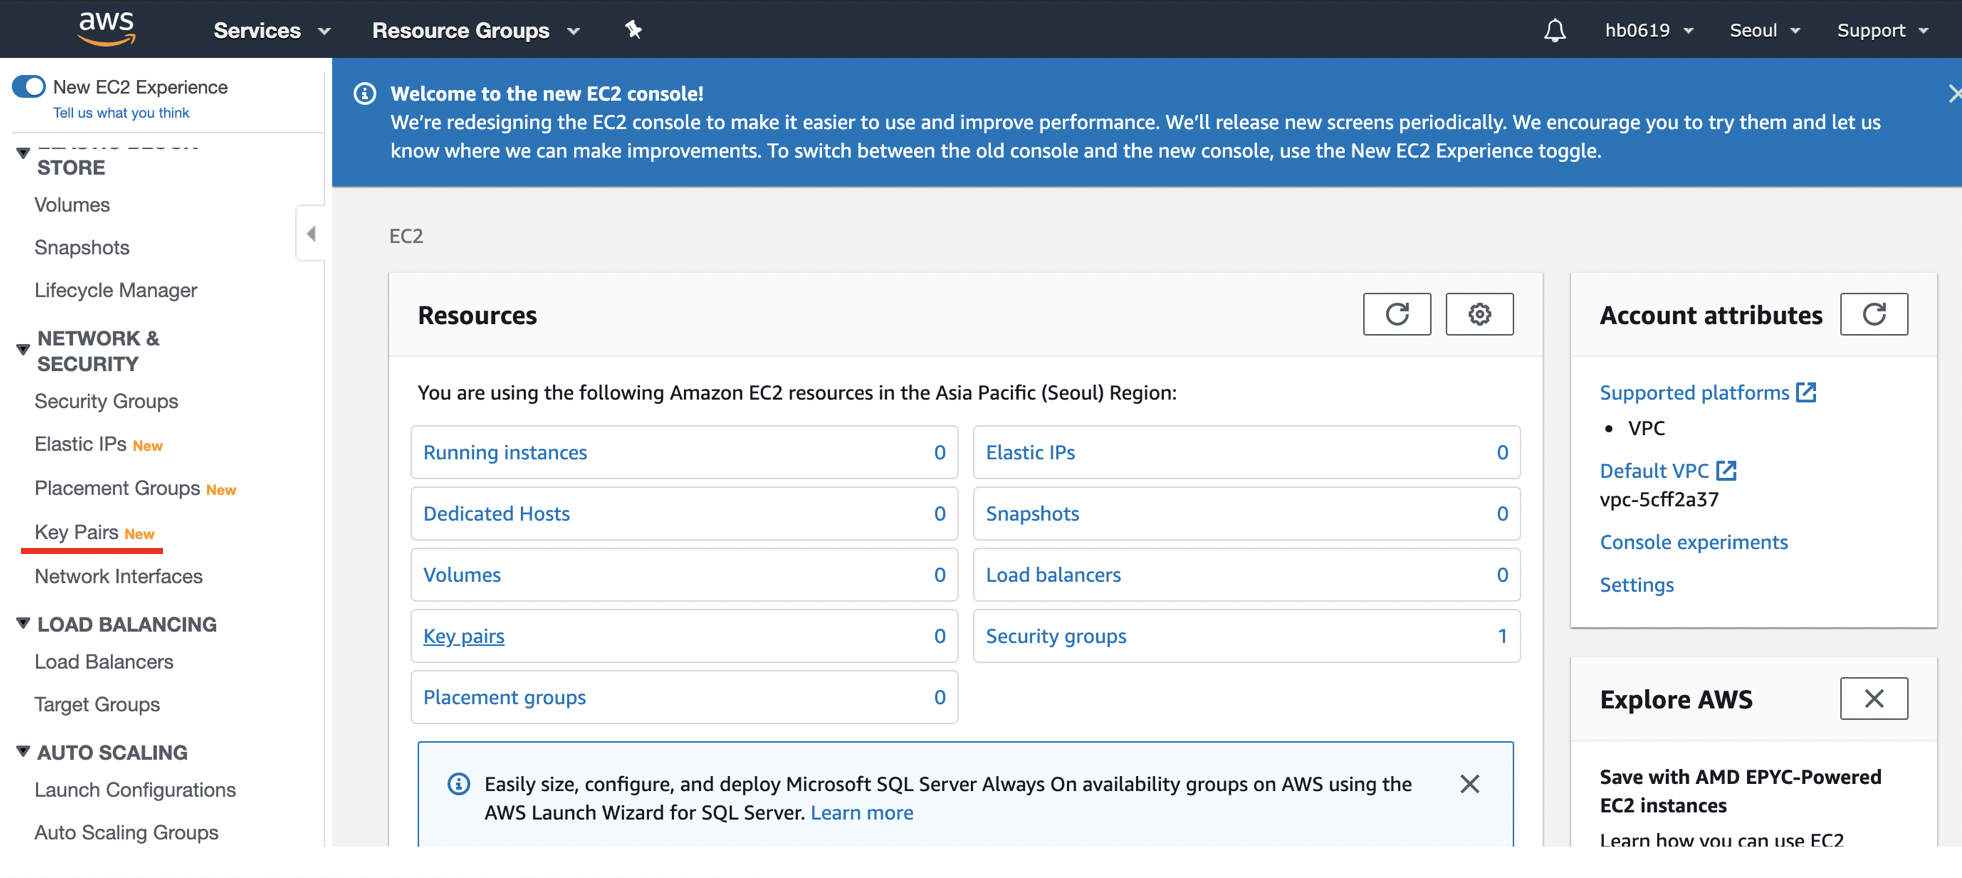 aws
Services
Resource Groups
hb0619
Seoul
Support
New EC2 Experience
Tell us what you think
STORE
Volumes
Snapshots
Lifecycle Manager
NETWORK &
SECURITY
Security Groups
Elastic IPs New
Placement Groups New
Key Pairs New
Network Interfaces
LOAD BALANCING
Load Balancers
Target Groups
AUTO SCALING
Launch Configurations
Auto Scaling Groups
Welcome to the new EC2 console!
We're redesigning the EC2 console to make it easier to use and improve performance. We'll release new screens periodically. We encourage you to try them and let us
know where we can make improvements. To switch between the old console and the new console, use the New EC2 Experience toggle.
EC2
Resources
You are using the following Amazon EC2 resources in the Asia Pacific (Seoul) Region:
Running instances 0
Elastic IPs 0
Dedicated Hosts 0
Snapshots 0
Volumes 0
Load balancers 0
Key pairs 0
Security groups 1
Placement groups 0
Easily size, configure, and deploy Microsoft SQL Server Always On availability groups on AWS using the
AWS Launch Wizard for SQL Server. Learn more
Account attributes
Supported platforms
• VPC
Default VPC
vpc-5cff2a37
Console experiments
Settings
Explore AWS
Save with AMD EPYC-Powered
EC2 instances
Learn how you can use EC2